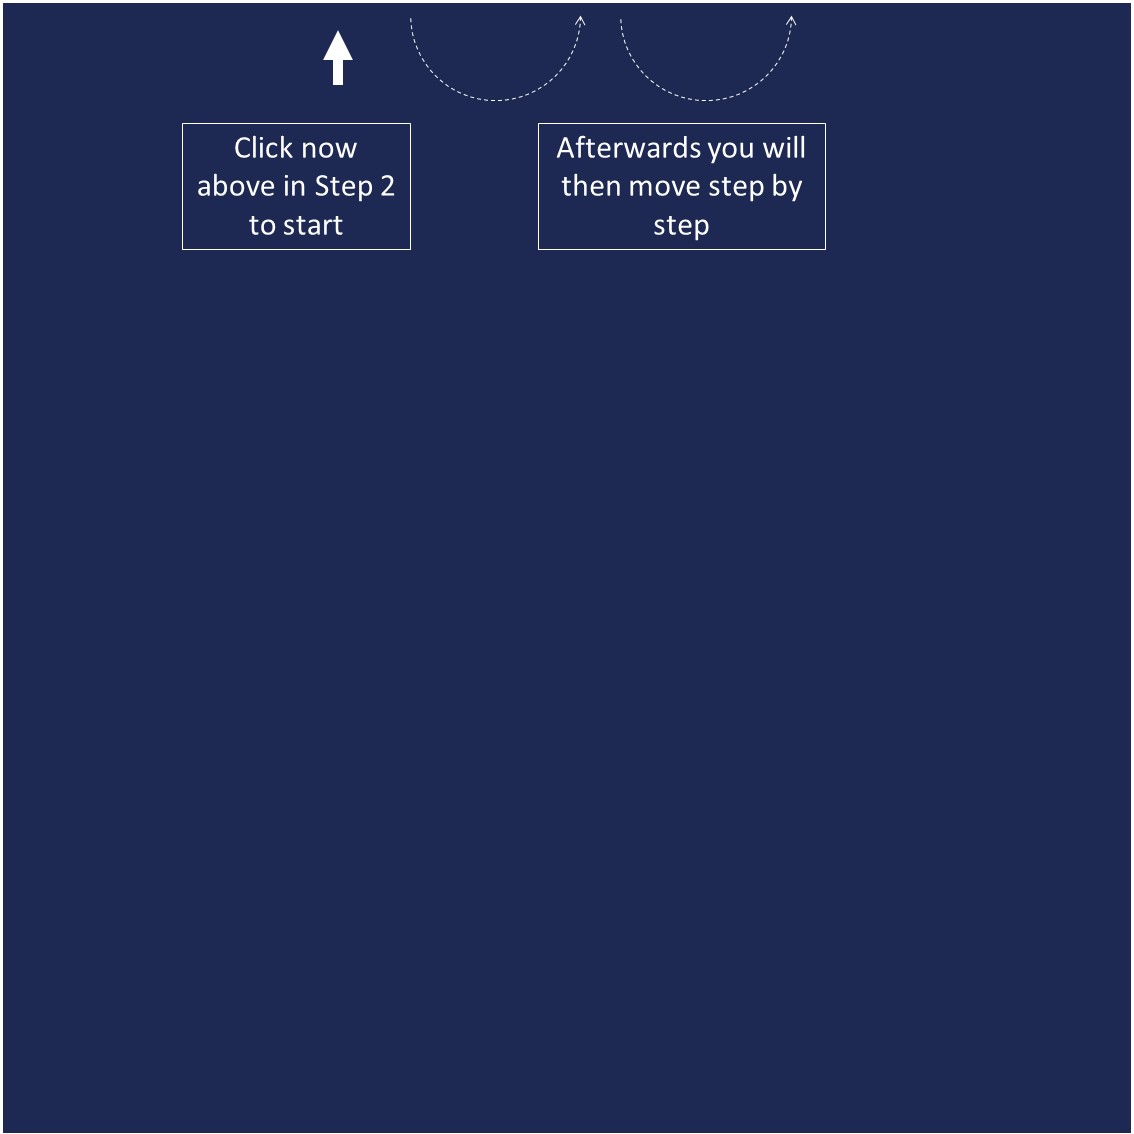 Click now
above in Step 2
to start
Afterwards you will
then move step by
step